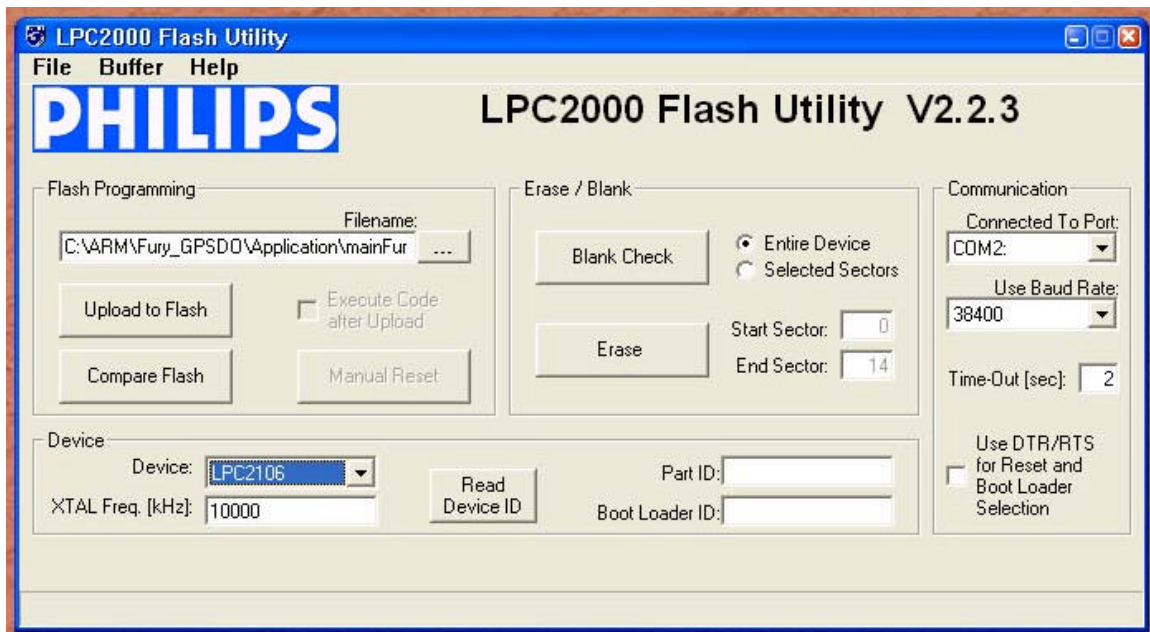 LPC2000 Flash Utility
File Buffer Help
PHILIPS
LPC2000 Flash Utility V2.2.3
Flash Programming
Filename:
C:\ARM\Fury_GPSDO\Application\mainFur
...
Upload to Flash
Execute Code
after Upload
Compare Flash
Manual Reset
Erase / Blank
Blank Check
Entire Device
Selected Sectors
Erase
Start Sector: 0
End Sector: 14
Communication
Connected To Port:
COM2:
Use Baud Rate:
38400
Time-Out [sec]: 2
Use DTR/RTS
for Reset and
Boot Loader
Selection
Device
Device: LPC2106
XTAL Freq. [kHz]: 10000
Read
Device ID
Part ID:
Boot Loader ID: